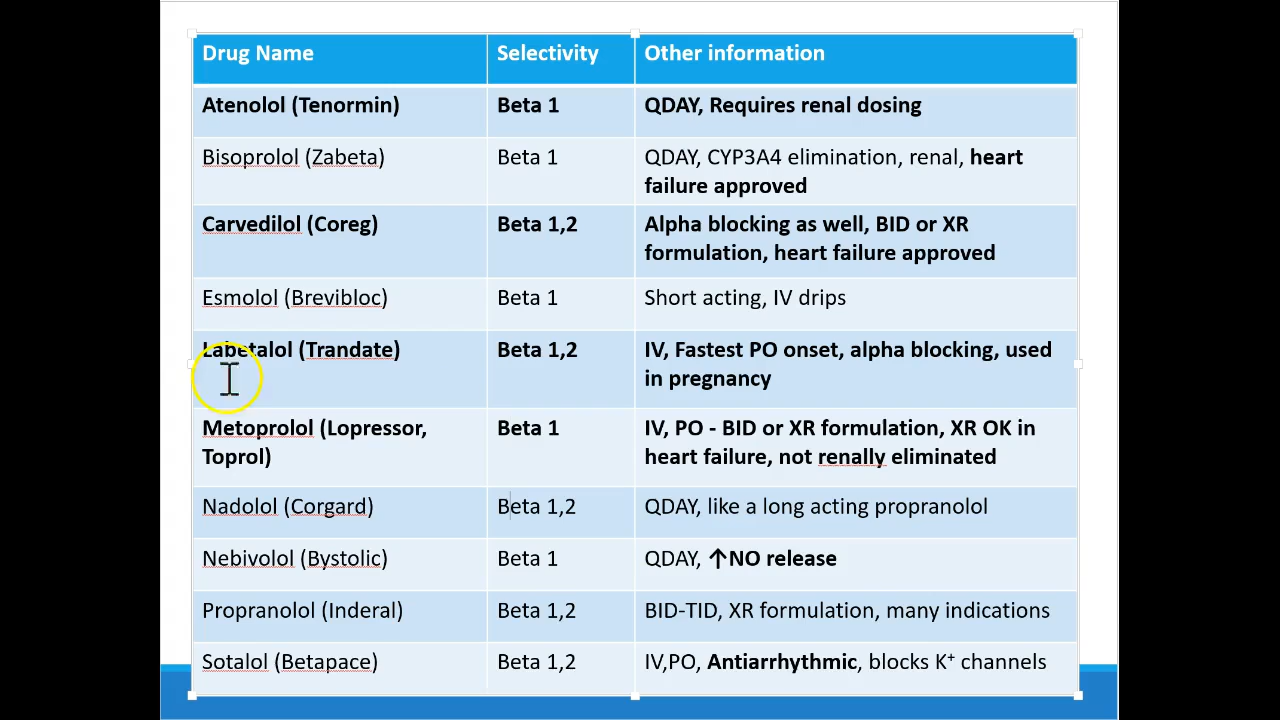 Drug Name Selectivity Other information
Atenolol (Tenormin) Beta 1 QDAY, Requires renal dosing
Bisoprolol (Zabeta) Beta 1 QDAY, CYP3A4 elimination, renal, heart
failure approved
Carvedilol (Coreg) Beta 1,2 Alpha blocking as well, BID or XR
formulation, heart failure approved
Esmolol (Brevibloc) Beta 1 Short acting, IV drips
Labetalol (Trandate) Beta 1,2 IV, Fastest PO onset, alpha blocking, used
in pregnancy
Metoprolol (Lopressor, Beta 1 IV, PO - BID or XR formulation, XR OK in
Toprol) heart failure, not renally eliminated
Nadolol (Corgard) Beta 1,2 QDAY, like a long acting propranolol
Nebivolol (Bystolic) Beta 1 QDAY, ↑NO release
Propranolol (Inderal) Beta 1,2 BID-TID, XR formulation, many indications
Sotalol (Betapace) Beta 1,2 IV,PO, Antiarrhythmic, blocks K⁺ channels